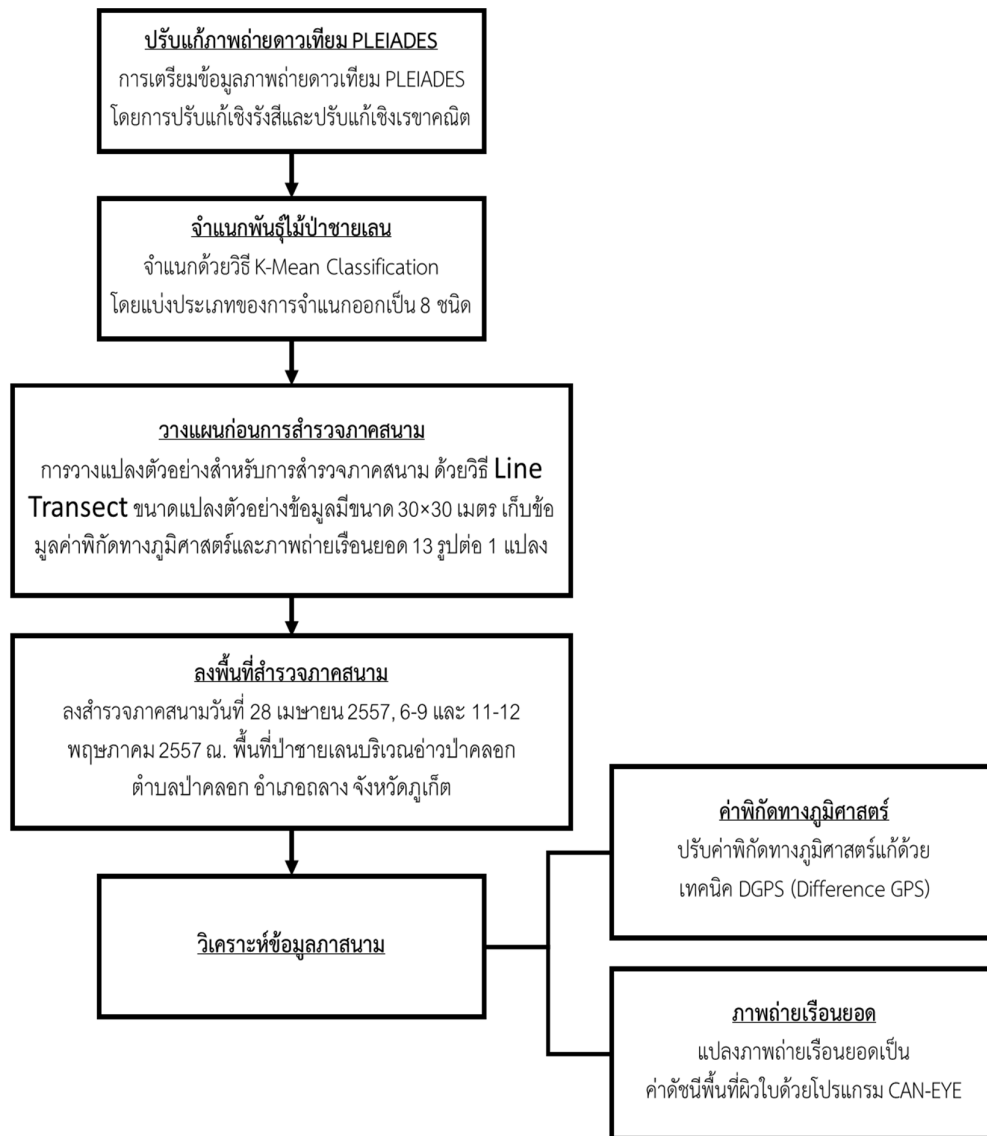 ปรับแก้ภาพถ่ายดาวเทียม PLEIADES
การเตรียมข้อมูลภาพถ่ายดาวเทียม PLEIADES
โดยการปรับแก้เชิงรังสีและปรับแก้เชิงเรขาคณิต
จำแนกพันธุ์ไม้ป่าชายเลน
จำแนกด้วยวิธี K-Mean Classification
โดยแบ่งประเภทของการจำแนกออกเป็น 8 ชนิด
วางแผนก่อนการสำรวจภาคสนาม
การวางแปลงตัวอย่างสำหรับการสำรวจภาคสนาม ด้วยวิธี Line
Transect ขนาดแปลงตัวอย่างข้อมูลมีขนาด 30×30 เมตร เก็บข้อ
มูลค่าพิกัดทางภูมิศาสตร์และภาพถ่ายเรือนยอด 13 รูปต่อ 1 แปลง
ลงพื้นที่สำรวจภาคสนาม
ลงสำรวจภาคสนามวันที่ 28 เมษายน 2557, 6-9 และ 11-12
พฤษภาคม 2557 ณ. พื้นที่ป่าชายเลนบริเวณอ่าวป่าคลอก
ตำบลป่าคลอก อำเภอถลาง จังหวัดภูเก็ต
วิเคราะห์ข้อมูลภาสนาม
ค่าพิกัดทางภูมิศาสตร์
ปรับค่าพิกัดทางภูมิศาสตร์แก้ด้วย
เทคนิค DGPS (Difference GPS)
ภาพถ่ายเรือนยอด
แปลงภาพถ่ายเรือนยอดเป็น
ค่าดัชนีพื้นที่ผิวใบด้วยโปรแกรม CAN-EYE